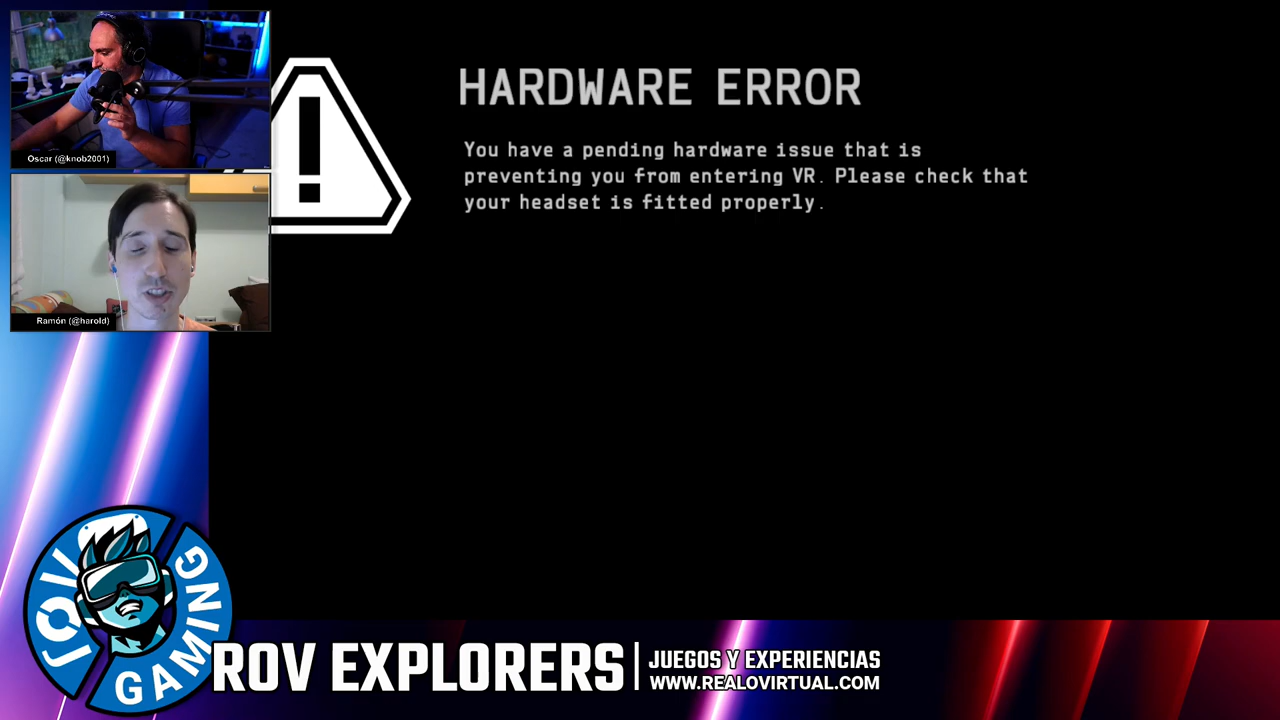 Oscar (@knob2001)
HARDWARE ERROR
You have a pending hardware issue that is
preventing you from entering VR. Please check that
your headset is fitted properly.
Ramón (@harold)
ROV
GAMING
ROV EXPLORERS
JUEGOS Y EXPERIENCIAS
WWW.REALOVIRTUAL.COM